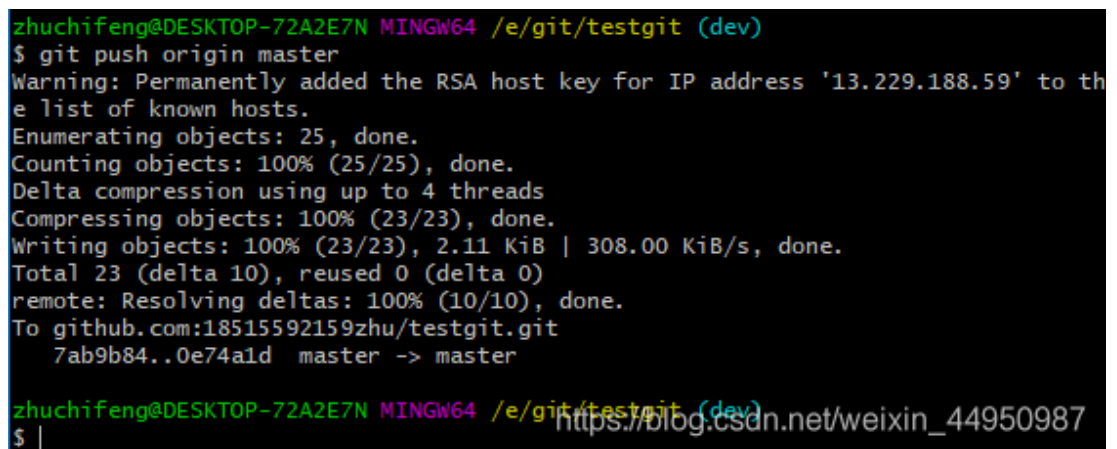 zhuchifeng@DESKTOP-72A2E7N MINGW64 /e/git/testgit (dev)
$ git push origin master
Warning: Permanently added the RSA host key for IP address '13.229.188.59' to th
e list of known hosts.
Enumerating objects: 25, done.
Counting objects: 100% (25/25), done.
Delta compression using up to 4 threads
Compressing objects: 100% (23/23), done.
Writing objects: 100% (23/23), 2.11 KiB | 308.00 KiB/s, done.
Total 23 (delta 10), reused 0 (delta 0)
remote: Resolving deltas: 100% (10/10), done.
To github.com:18515592159zhu/testgit.git
   7ab9b84..0e74a1d  master -> master
zhuchifeng@DESKTOP-72A2E7N MINGW64 /e/git/testgit (dev)
https://blog.csdn.net/weixin_44950987
$